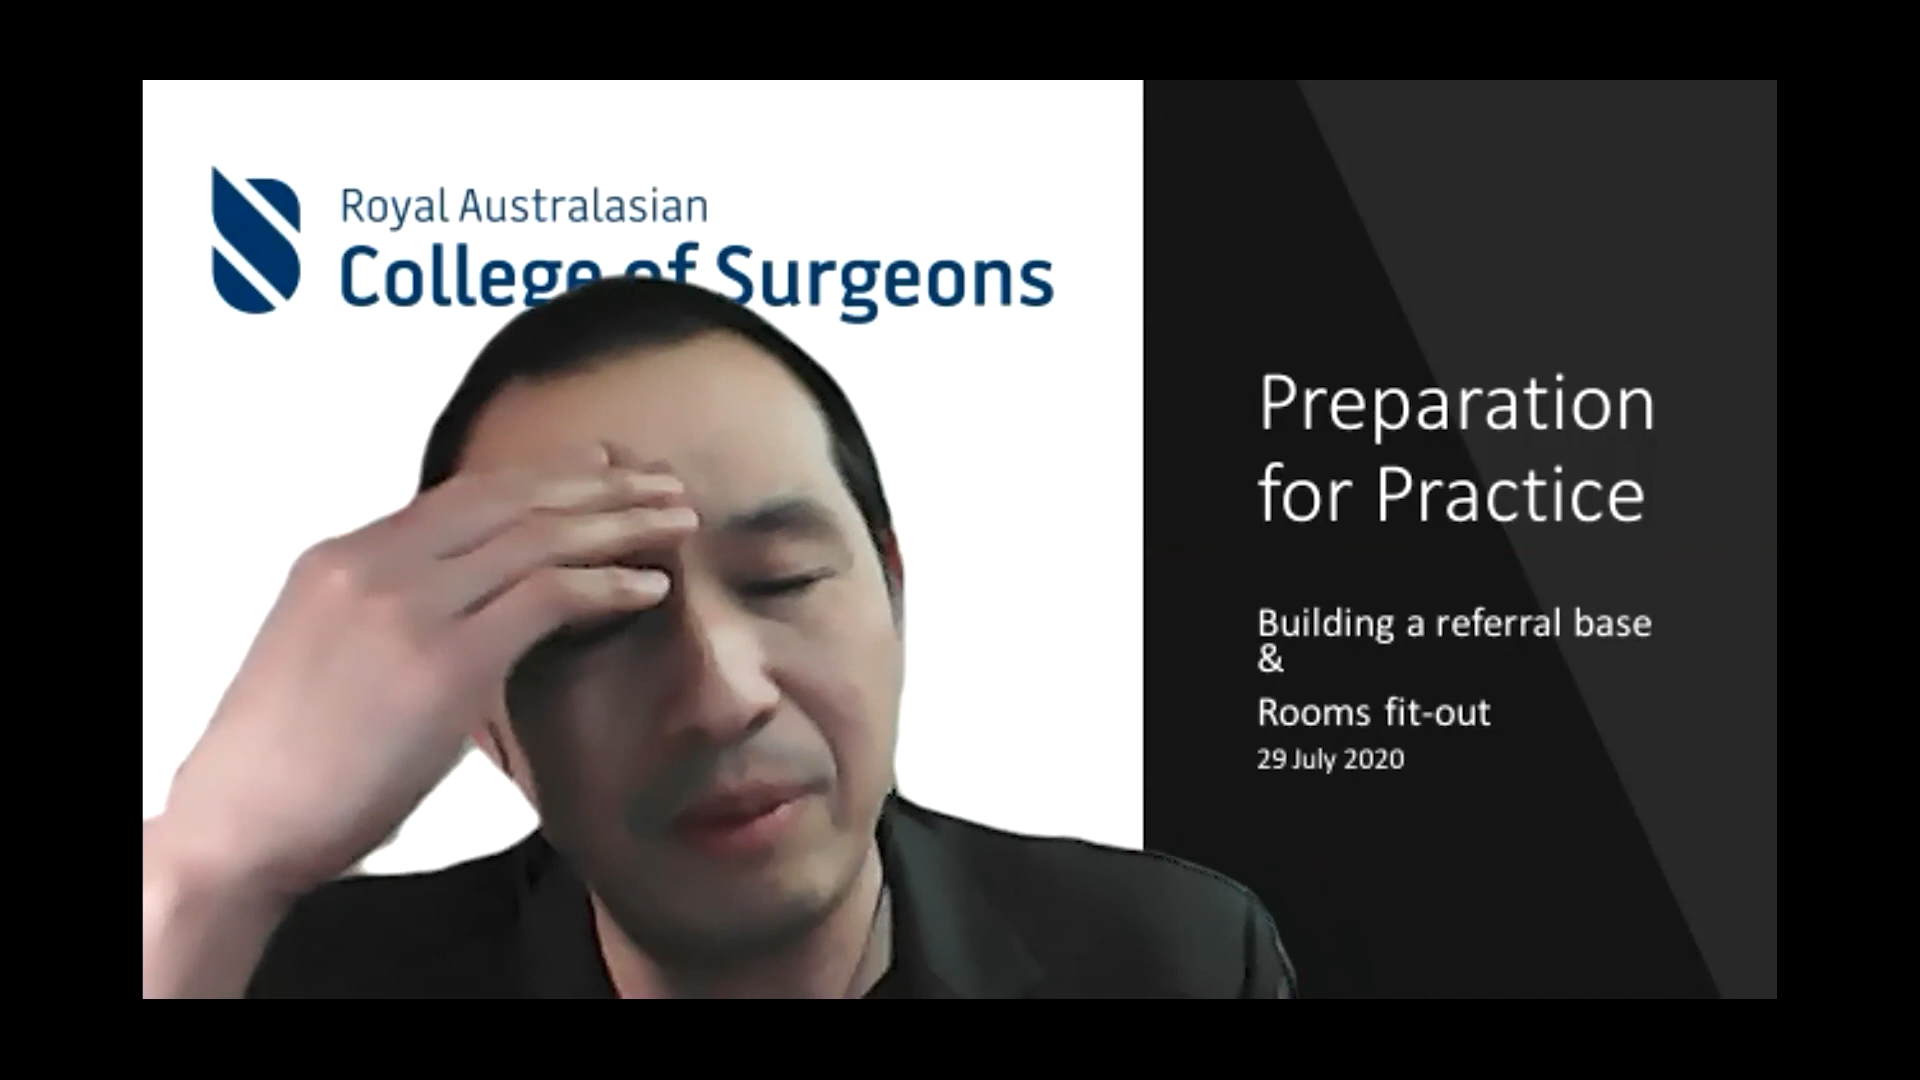 Royal Australasian
College of Surgeons
Preparation
for Practice
Building a referral base
&
Rooms fit-out
29 July 2020